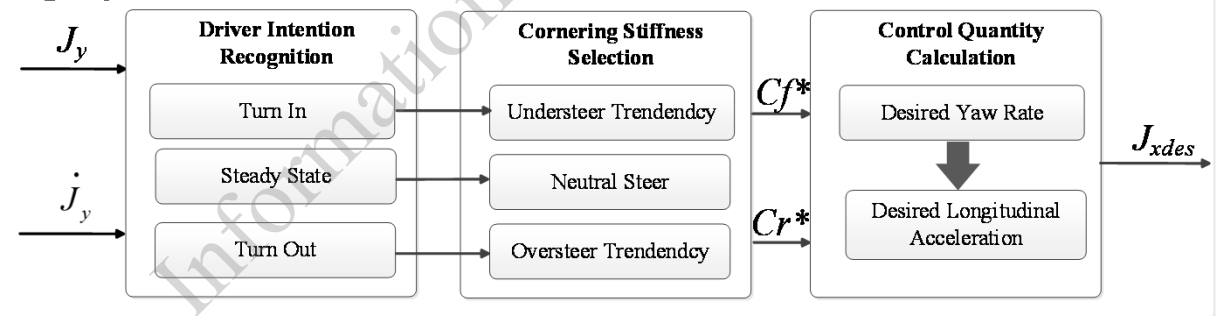 J_y
J̇_y
Driver Intention
Recognition
Turn In
Steady State
Turn Out
Cornering Stiffness
Selection
Understeer Trendendcy
Neutral Steer
Oversteer Trendendcy
Cf*
Cr*
Control Quantity
Calculation
Desired Yaw Rate
Desired Longitudinal
Acceleration
J_xdes
Information